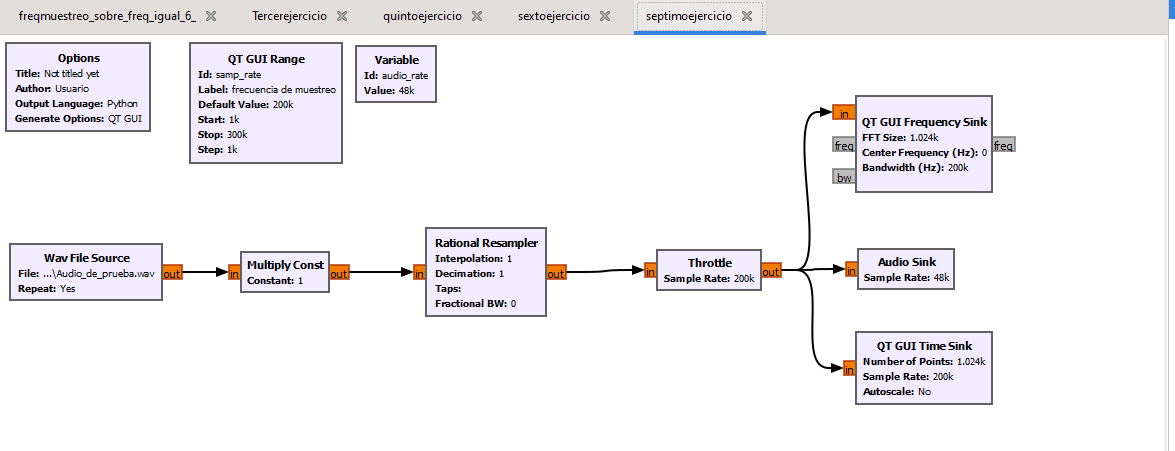 freqmuestreo_sobre_freq_igual_6_
Tercerejercicio
quintoejercicio
sextoejercicio
septimoejercicio
Options
Title: Not titled yet
Author: Usuario
Output Language: Python
Generate Options: QT GUI
QT GUI Range
Id: samp_rate
Label: frecuencia de muestreo
Default Value: 200k
Start: 1k
Stop: 300k
Step: 1k
Variable
Id: audio_rate
Value: 48k
Wav File Source
File: ...\Audio_de_prueba.wav
Repeat: Yes
out
in
Multiply Const
Constant: 1
out
in
Rational Resampler
Interpolation: 1
Decimation: 1
Taps:
Fractional BW: 0
out
in
Throttle
Sample Rate: 200k
out
in
freq
bw
QT GUI Frequency Sink
FFT Size: 1.024k
Center Frequency (Hz): 0
Bandwidth (Hz): 200k
freq
in
Audio Sink
Sample Rate: 48k
in
QT GUI Time Sink
Number of Points: 1.024k
Sample Rate: 200k
Autoscale: No